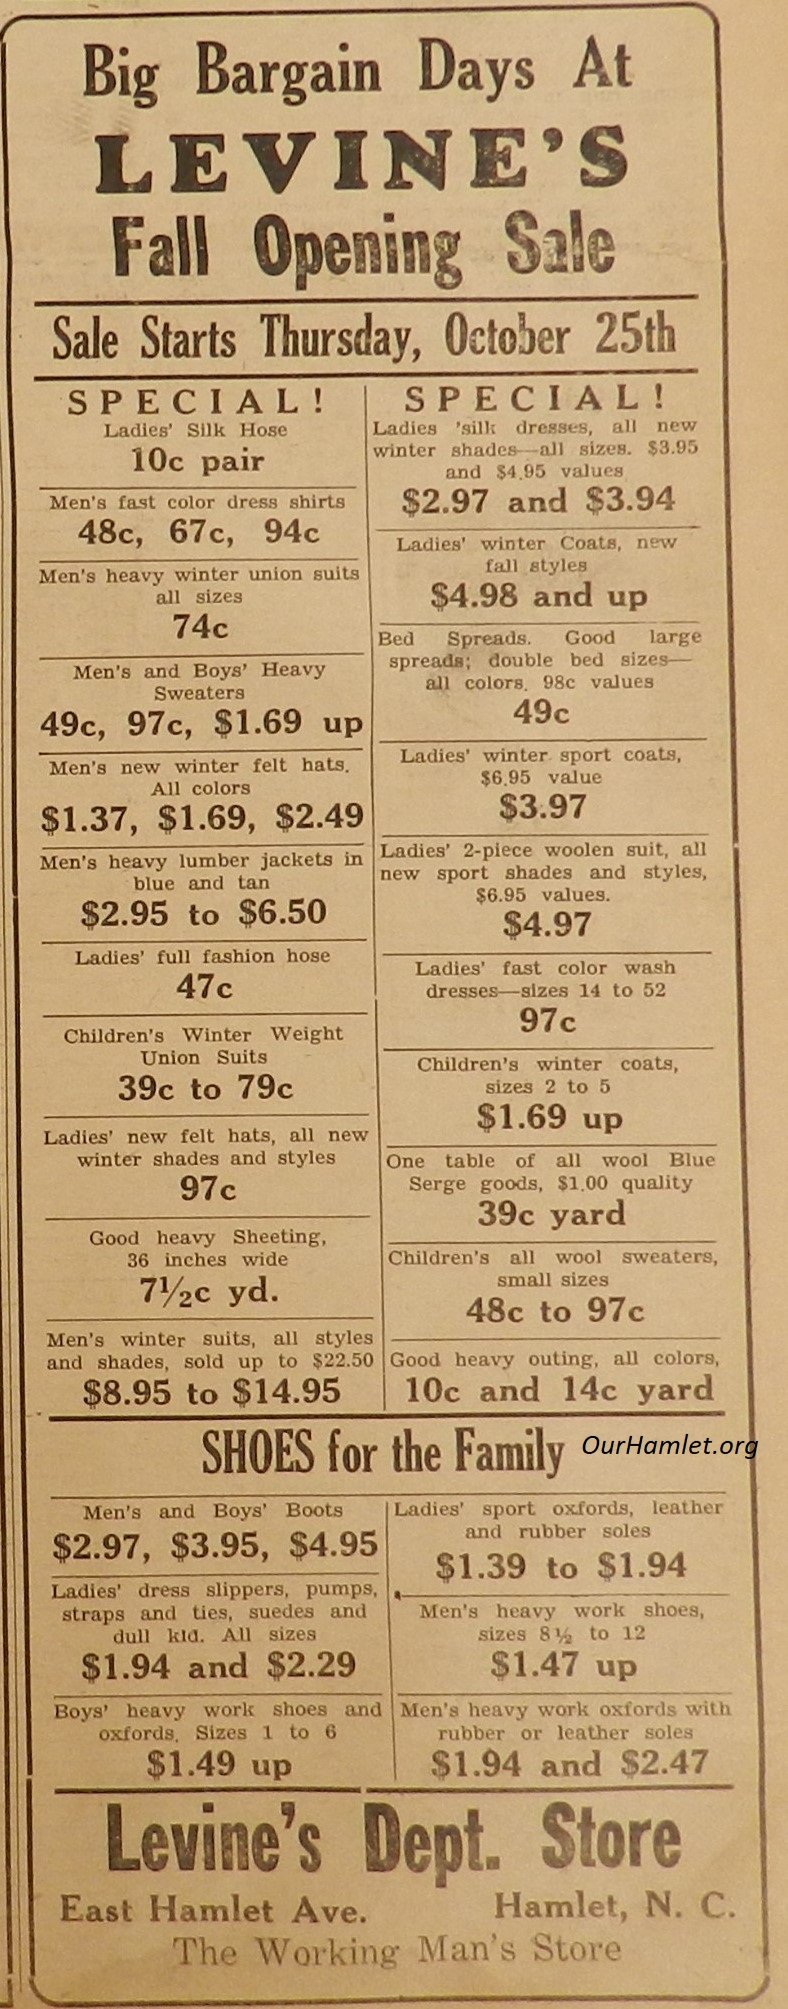 Big Bargain Days At
LEVINE'S
Fall Opening Sale
Sale Starts Thursday, October 25th
SPECIAL!
Ladies' Silk Hose
10c pair
Men's fast color dress shirts
48c, 67c, 94c
Men's heavy winter union suits
all sizes
74c
Men's and Boys' Heavy
Sweaters
49c, 97c, $1.69 up
Men's new winter felt hats.
All colors
$1.37, $1.69, $2.49
Men's heavy lumber jackets in
blue and tan
$2.95 to $6.50
Ladies' full fashion hose
47c
Children's Winter Weight
Union Suits
39c to 79c
Ladies' new felt hats, all new
winter shades and styles
97c
Good heavy Sheeting,
36 inches wide
7½c yd.
Men's winter suits, all styles
and shades, sold up to $22.50
$8.95 to $14.95
SPECIAL!
Ladies 'silk dresses, all new
winter shades—all sizes. $3.95
and $4.95 values
$2.97 and $3.94
Ladies' winter Coats, new
fall styles
$4.98 and up
Bed Spreads. Good large
spreads; double bed sizes—
all colors. 98c values
49c
Ladies' winter sport coats,
$6.95 value
$3.97
Ladies' 2-piece woolen suit, all
new sport shades and styles,
$6.95 values.
$4.97
Ladies' fast color wash
dresses—sizes 14 to 52
97c
Children's winter coats,
sizes 2 to 5
$1.69 up
One table of all wool Blue
Serge goods, $1.00 quality
39c yard
Children's all wool sweaters,
small sizes
48c to 97c
Good heavy outing, all colors,
10c and 14c yard
SHOES for the Family
OurHamlet.org
Men's and Boys' Boots
$2.97, $3.95, $4.95
Ladies' dress slippers, pumps,
straps and ties, suedes and
dull kid. All sizes
$1.94 and $2.29
Boys' heavy work shoes and
oxfords. Sizes 1 to 6
$1.49 up
Ladies' sport oxfords, leather
and rubber soles
$1.39 to $1.94
Men's heavy work shoes,
sizes 8½ to 12
$1.47 up
Men's heavy work oxfords with
rubber or leather soles
$1.94 and $2.47
Levine's Dept. Store
East Hamlet Ave. Hamlet, N. C.
The Working Man's Store